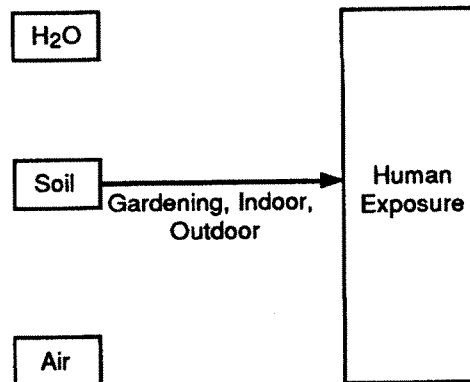 H₂O
Soil
Gardening, Indoor,
Outdoor
Human
Exposure
Air